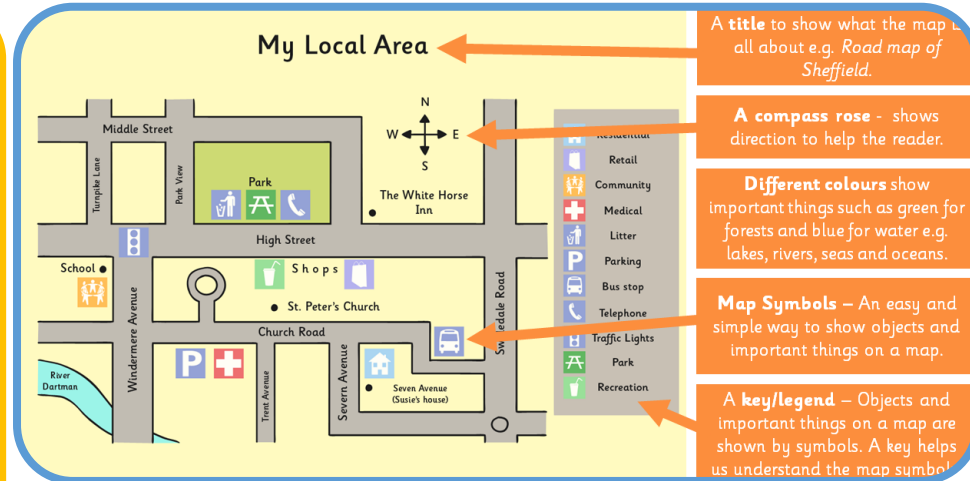 My Local Area
N
W
E
S
Middle Street
Turnpike Lane
Park View
Park
The White Horse
Inn
High Street
School
Shops
St. Peter's Church
Windermere Avenue
Church Road
River
Dartman
Trent Avenue
Severn Avenue
Seven Avenue
(Susie's house)
Road
Residential
Retail
Community
Medical
Litter
P
Parking
Bus stop
Telephone
Traffic Lights
Park
Recreation
P
A title to show what the map
all about e.g. Road map of
Sheffield.
A compass rose - shows
direction to help the reader.
Different colours show
important things such as green for
forests and blue for water e.g.
lakes, rivers, seas and oceans.
Map Symbols – An easy and
simple way to show objects and
important things on a map.
A key/legend – Objects and
important things on a map are
shown by symbols. A key helps
us understand the map